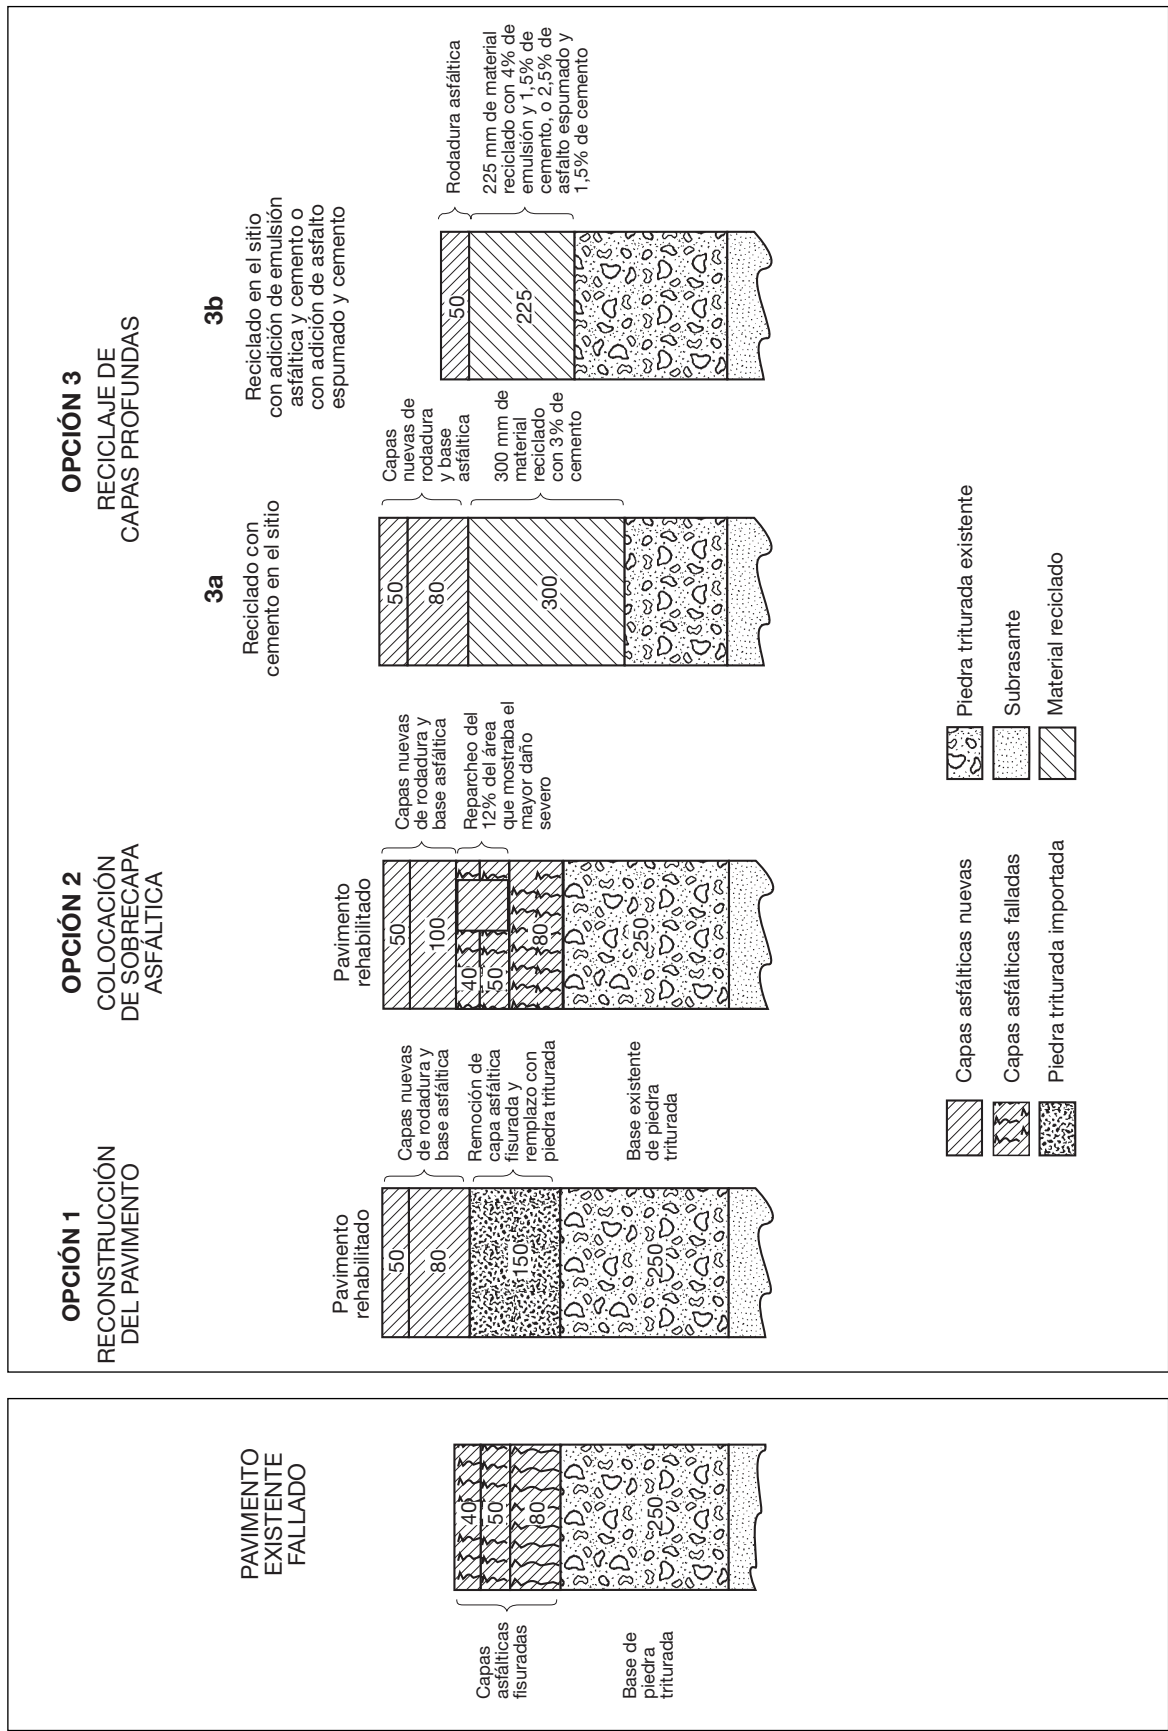 PAVIMENTO
EXISTENTE
FALLADO
Capas
asfálticas
fisuradas
40
50
80
250
Base de
piedra
triturada
OPCIÓN 1
RECONSTRUCCIÓN
DEL PAVIMENTO
Pavimento
rehabilitado
50
80
150
250
Capas nuevas
de rodadura y
base asfáltica
Remoción de
capa asfáltica
fisurada y
remplazo con
piedra triturada
Base existente
de piedra
triturada
OPCIÓN 2
COLOCACIÓN
DE SOBRECAPA
ASFÁLTICA
Pavimento
rehabilitado
50
100
40
50
80
250
Capas nuevas
de rodadura y
base asfáltica
Reparcheo del
12% del área
que mostraba el
mayor daño
severo
OPCIÓN 3
RECICLAJE DE
CAPAS PROFUNDAS
3a
Reciclado con
cemento en el sitio
50
80
300
Capas
nuevas de
rodadura
y base
asfáltica
300 mm de
material
reciclado
con 3% de
cemento
3b
Reciclado en el sitio
con adición de emulsión
asfáltica y cemento o
con adición de asfalto
espumado y cemento
50
225
Rodadura asfáltica
225 mm de material
reciclado con 4% de
emulsión y 1,5% de
cemento, o 2,5% de
asfalto espumado y
1,5% de cemento
Capas asfálticas nuevas
Capas asfálticas falladas
Piedra triturada importada
Piedra triturada existente
Subrasante
Material reciclado